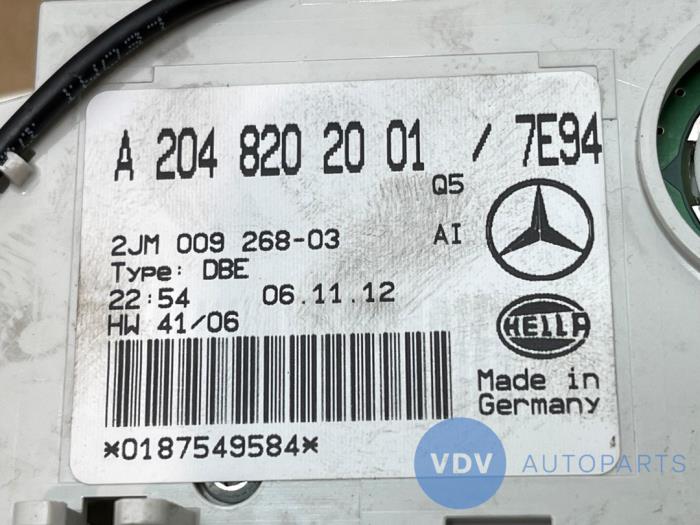 A 204 820 20 01 / 7E94
Q5
2JM 009 268-03 AI
Type: DBE
22:54 06.11.12
HW 41/06
HELLA
Made in
Germany
*0187549584*
VDV AUTOPARTS